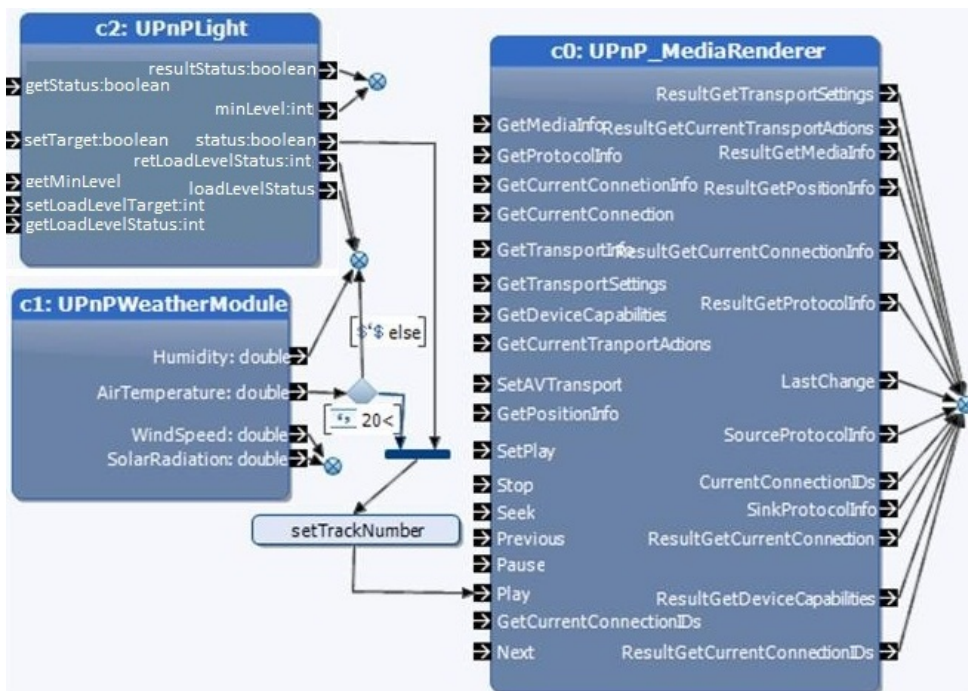 c2: UPnPLight
resultStatus:boolean
getStatus:boolean
minLevel:int
setTarget:boolean
status:boolean
retLoadLevelStatus:int
getMinLevel
loadLevelStatus
setLoadLevelTarget:int
getLoadLevelStatus:int
c1: UPnPWeatherModule
Humidity: double
AirTemperature: double
WindSpeed: double
SolarRadiation: double
[$'$ else]
20<
setTrackNumber
c0: UPnP_MediaRenderer
ResultGetTransportSettings
GetMediaInfo
ResultGetCurrentTransportActions
GetProtocolInfo
ResultGetMediaInfo
GetCurrentConnetionInfo
ResultGetPositionInfo
GetCurrentConnection
GetTransportInfo
ResultGetCurrentConnectionInfo
GetTransportSettings
GetDeviceCapabilities
ResultGetProtocolInfo
GetCurrentTranportActions
SetAVTransport
LastChange
GetPositionInfo
SourceProtocolInfo
SetPlay
Stop
CurrentConnectionIDs
Seek
SinkProtocolInfo
Previous
ResultGetCurrentConnection
Pause
Play
ResultGetDeviceCapabilities
GetCurrentConnectionIDs
Next
ResultGetCurrentConnectionIDs